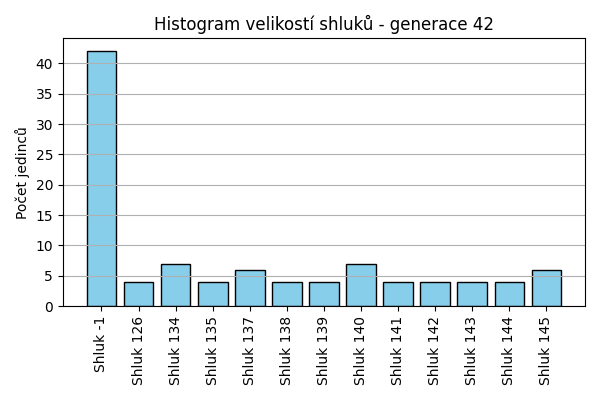 Histogram velikostí shluků - generace 42
Počet jedinců
40
35
30
25
20
15
10
5
0
Shluk -1
Shluk 126
Shluk 134
Shluk 135
Shluk 137
Shluk 138
Shluk 139
Shluk 140
Shluk 141
Shluk 142
Shluk 143
Shluk 144
Shluk 145